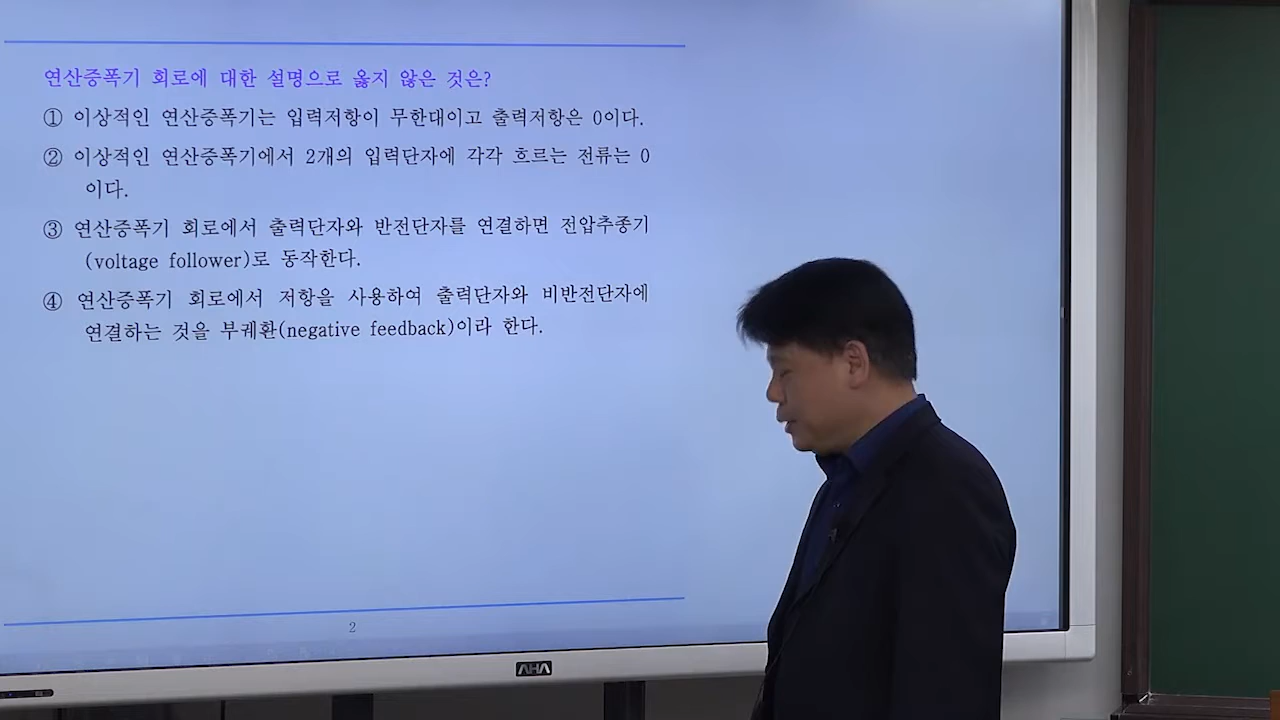 연산증폭기 회로에 대한 설명으로 옳지 않은 것은?
① 이상적인 연산증폭기는 입력저항이 무한대이고 출력저항은 0이다.
② 이상적인 연산증폭기에서 2개의 입력단자에 각각 흐르는 전류는 0
이다.
③ 연산증폭기 회로에서 출력단자와 반전단자를 연결하면 전압추종기
(voltage follower)로 동작한다.
④ 연산증폭기 회로에서 저항을 사용하여 출력단자와 비반전단자에
연결하는 것을 부궤환(negative feedback)이라 한다.
2
AHA